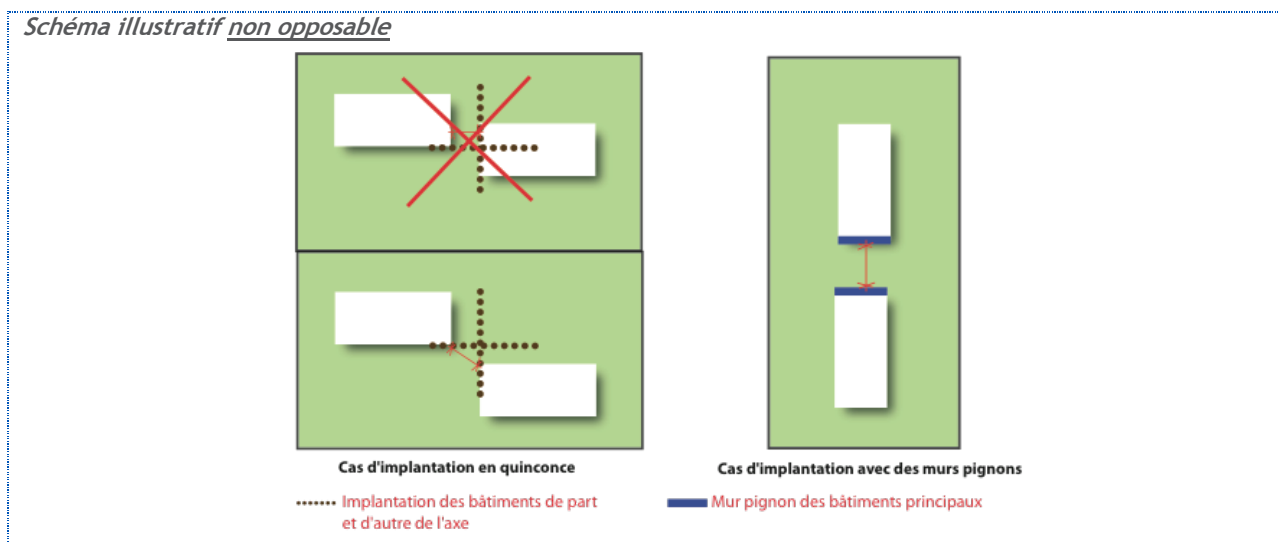 Schéma illustratif non opposable
Cas d'implantation en quinconce
Cas d'implantation avec des murs pignons
Implantation des bâtiments de part
et d'autre de l'axe
Mur pignon des bâtiments principaux